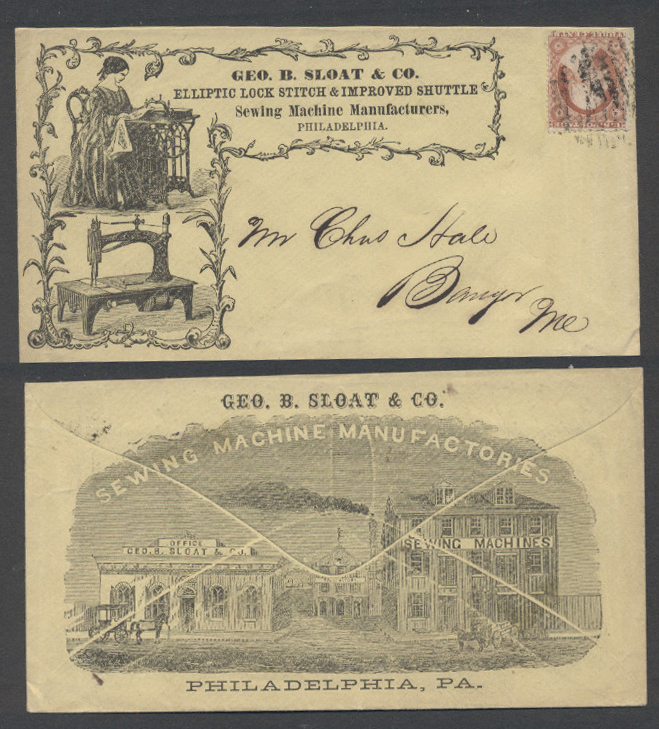 GEO. B. SLOAT & CO.
ELLIPTIC LOCK STITCH & IMPROVED SHUTTLE
Sewing Machine Manufacturers,
PHILADELPHIA.
Mr Chas Hale
Bangor
Me
GEO. B. SLOAT & CO.
SEWING MACHINE MANUFACTORIES
OFFICE
GEO. B. SLOAT & CO.
SEWING MACHINES
PHILADELPHIA, PA.